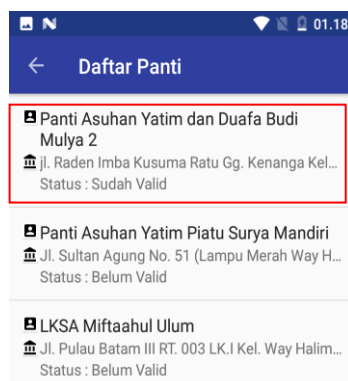 01.18
Daftar Panti
Panti Asuhan Yatim dan Duafa Budi
Mulya 2
jl. Raden Imba Kusuma Ratu Gg. Kenanga Kel...
Status : Sudah Valid
Panti Asuhan Yatim Piatu Surya Mandiri
Jl. Sultan Agung No. 51 (Lampu Merah Way H...
Status : Belum Valid
LKSA Miftaahul Ulum
Jl. Pulau Batam III RT. 003 LK.I Kel. Way Halim...
Status : Belum Valid